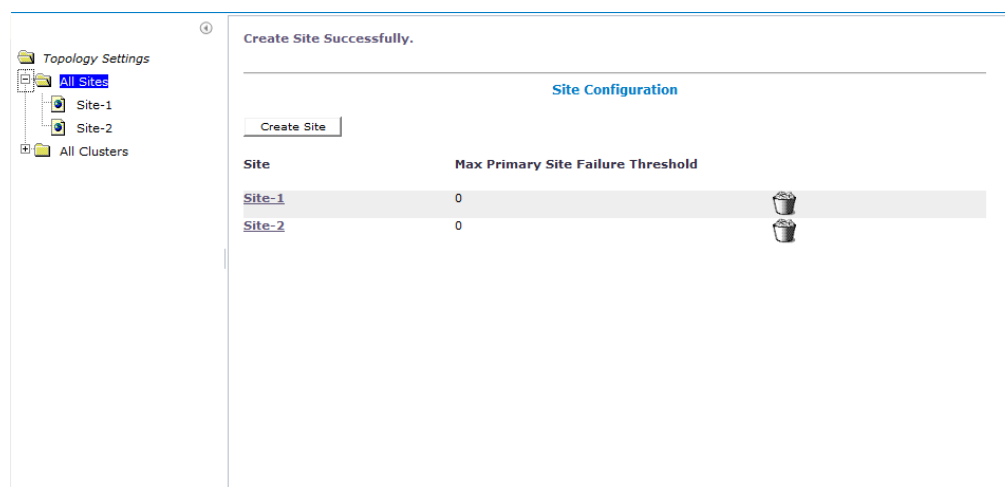 Topology Settings
All Sites
Site-1
Site-2
All Clusters
Create Site Successfully.
Site Configuration
Create Site
Site Max Primary Site Failure Threshold
Site-1 0
Site-2 0